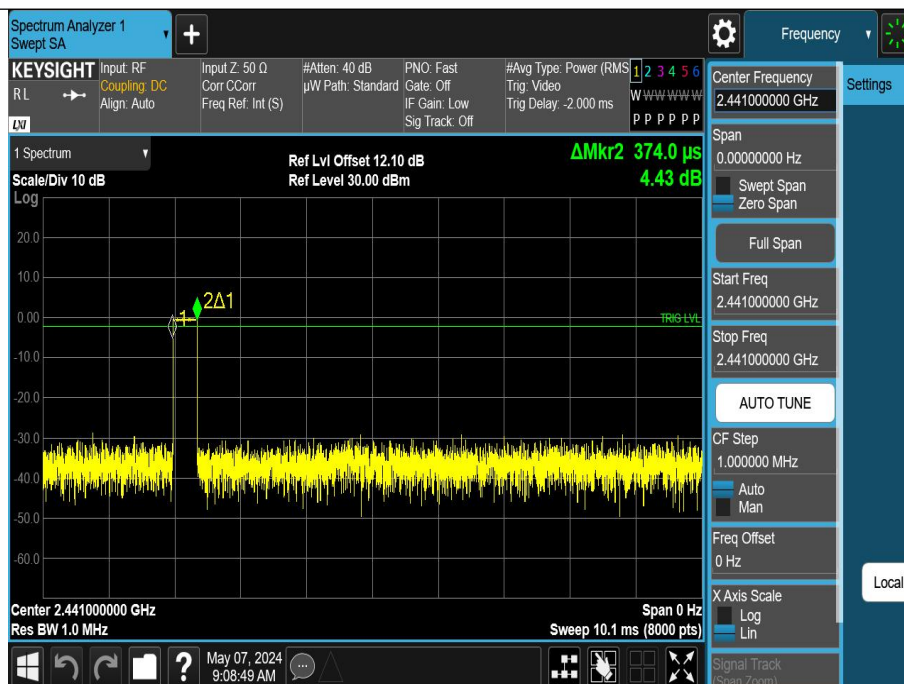 Spectrum Analyzer 1
Swept SA
+
Frequency
KEYSIGHT
R L
LXI
Input: RF
Coupling: DC
Align: Auto
Input Z: 50 Ω
Corr CCorr
Freq Ref: Int (S)
#Atten: 40 dB
µW Path: Standard
PNO: Fast
Gate: Off
IF Gain: Low
Sig Track: Off
#Avg Type: Power (RMS
Trig: Video
Trig Delay: -2.000 ms
1 2 3 4 5 6
W W W W W W
P P P P P P
1 Spectrum
Scale/Div 10 dB
Log
Ref Lvl Offset 12.10 dB
Ref Level 30.00 dBm
ΔMkr2 374.0 µs
4.43 dB
20.0
10.0
0.00
-10.0
-20.0
-30.0
-40.0
-50.0
-60.0
1
2Δ1
TRIG LVL
Center 2.441000000 GHz
Res BW 1.0 MHz
Span 0 Hz
Sweep 10.1 ms (8000 pts)
?
May 07, 2024
9:08:49 AM
Center Frequency
2.441000000 GHz
Span
0.00000000 Hz
Swept Span
Zero Span
Full Span
Start Freq
2.441000000 GHz
Stop Freq
2.441000000 GHz
AUTO TUNE
CF Step
1.000000 MHz
Auto
Man
Freq Offset
0 Hz
X Axis Scale
Log
Lin
Signal Track
(Span Zoom)
Settings
Local